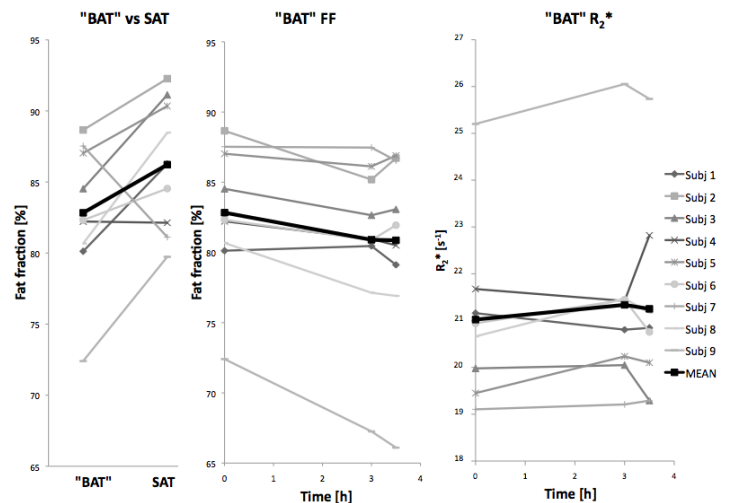 "BAT" vs SAT
"BAT" FF
"BAT" R2*
Fat fraction [%]
95
90
85
80
75
70
65
"BAT"
SAT
Fat fraction [%]
95
90
85
80
75
70
65
0
1
2
3
4
Time [h]
R2* [s-1]
26
25
23
22
21
20
19
18
0
1
2
3
4
Time [h]
Subj 1
Subj 2
Subj 3
Subj 4
Subj 5
Subj 6
Subj 7
Subj 8
Subj 9
MEAN